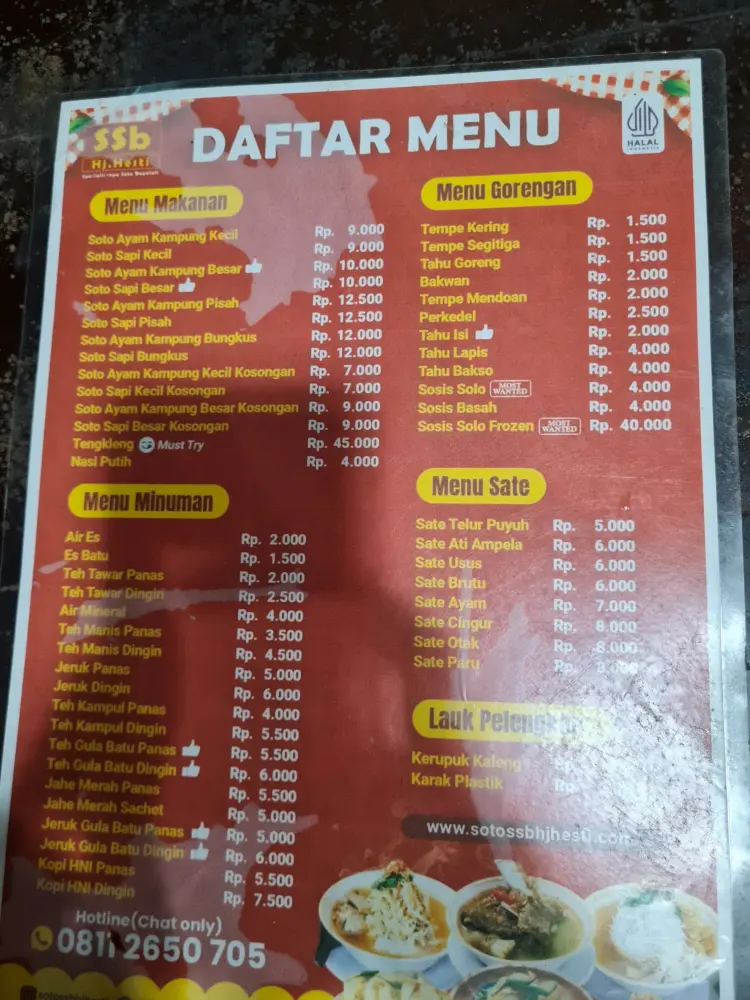 SSb
Hj.Hesti
DAFTAR MENU
HALAL
INDONESIA
Menu Makanan
Soto Ayam Kampung Kecil Rp. 9.000
Soto Sapi Kecil Rp. 9.000
Soto Ayam Kampung Besar Rp. 10.000
Soto Sapi Besar Rp. 10.000
Soto Ayam Kampung Pisah Rp. 12.500
Soto Sapi Pisah Rp. 12.500
Soto Ayam Kampung Bungkus Rp. 12.000
Soto Sapi Bungkus Rp. 12.000
Soto Ayam Kampung Kecil Kosongan Rp. 7.000
Soto Sapi Kecil Kosongan Rp. 7.000
Soto Ayam Kampung Besar Kosongan Rp. 9.000
Soto Sapi Besar Kosongan Rp. 9.000
Tengkleng Must Try Rp. 45.000
Nasi Putih Rp. 4.000
Menu Minuman
Air Es Rp. 2.000
Es Batu Rp. 1.500
Teh Tawar Panas Rp. 2.000
Teh Tawar Dingin Rp. 2.500
Air Mineral Rp. 4.000
Teh Manis Panas Rp. 3.500
Teh Manis Dingin Rp. 4.500
Jeruk Panas Rp. 5.000
Jeruk Dingin Rp. 6.000
Teh Kampul Panas Rp. 4.000
Teh Kampul Dingin Rp. 5.500
Teh Gula Batu Panas Rp. 5.500
Teh Gula Batu Dingin Rp. 6.000
Jahe Merah Panas Rp. 5.500
Jahe Merah Sachet Rp. 5.000
Jeruk Gula Batu Panas Rp. 5.000
Jeruk Gula Batu Dingin Rp. 6.000
Kopi HNI Panas Rp. 5.500
Kopi HNI Dingin Rp. 7.500
Hotline(Chat only)
0811 2650 705
Menu Gorengan
Tempe Kering Rp. 1.500
Tempe Segitiga Rp. 1.500
Tahu Goreng Rp. 1.500
Bakwan Rp. 2.000
Tempe Mendoan Rp. 2.000
Perkedel Rp. 2.500
Tahu Isi Rp. 2.000
Tahu Lapis Rp. 4.000
Tahu Bakso Rp. 4.000
Sosis Solo MOST WANTED Rp. 4.000
Sosis Basah Rp. 4.000
Sosis Solo Frozen MOST WANTED Rp. 40.000
Menu Sate
Sate Telur Puyuh Rp. 5.000
Sate Ati Ampela Rp. 6.000
Sate Usus Rp. 6.000
Sate Brutu Rp. 6.000
Sate Ayam Rp. 7.000
Sate Cingur Rp. 8.000
Sate Otak Rp. 8.000
Sate Paru Rp. 8.000
Lauk Pelengkap
Kerupuk Kaleng
Karak Plastik Rp.
www.sotossbhjhesti.com